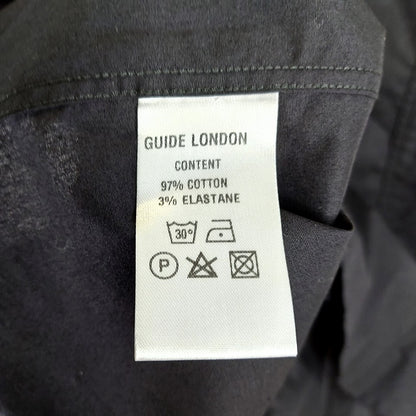 GUIDE LONDON
CONTENT
97% COTTON
3% ELASTANE
30°
P